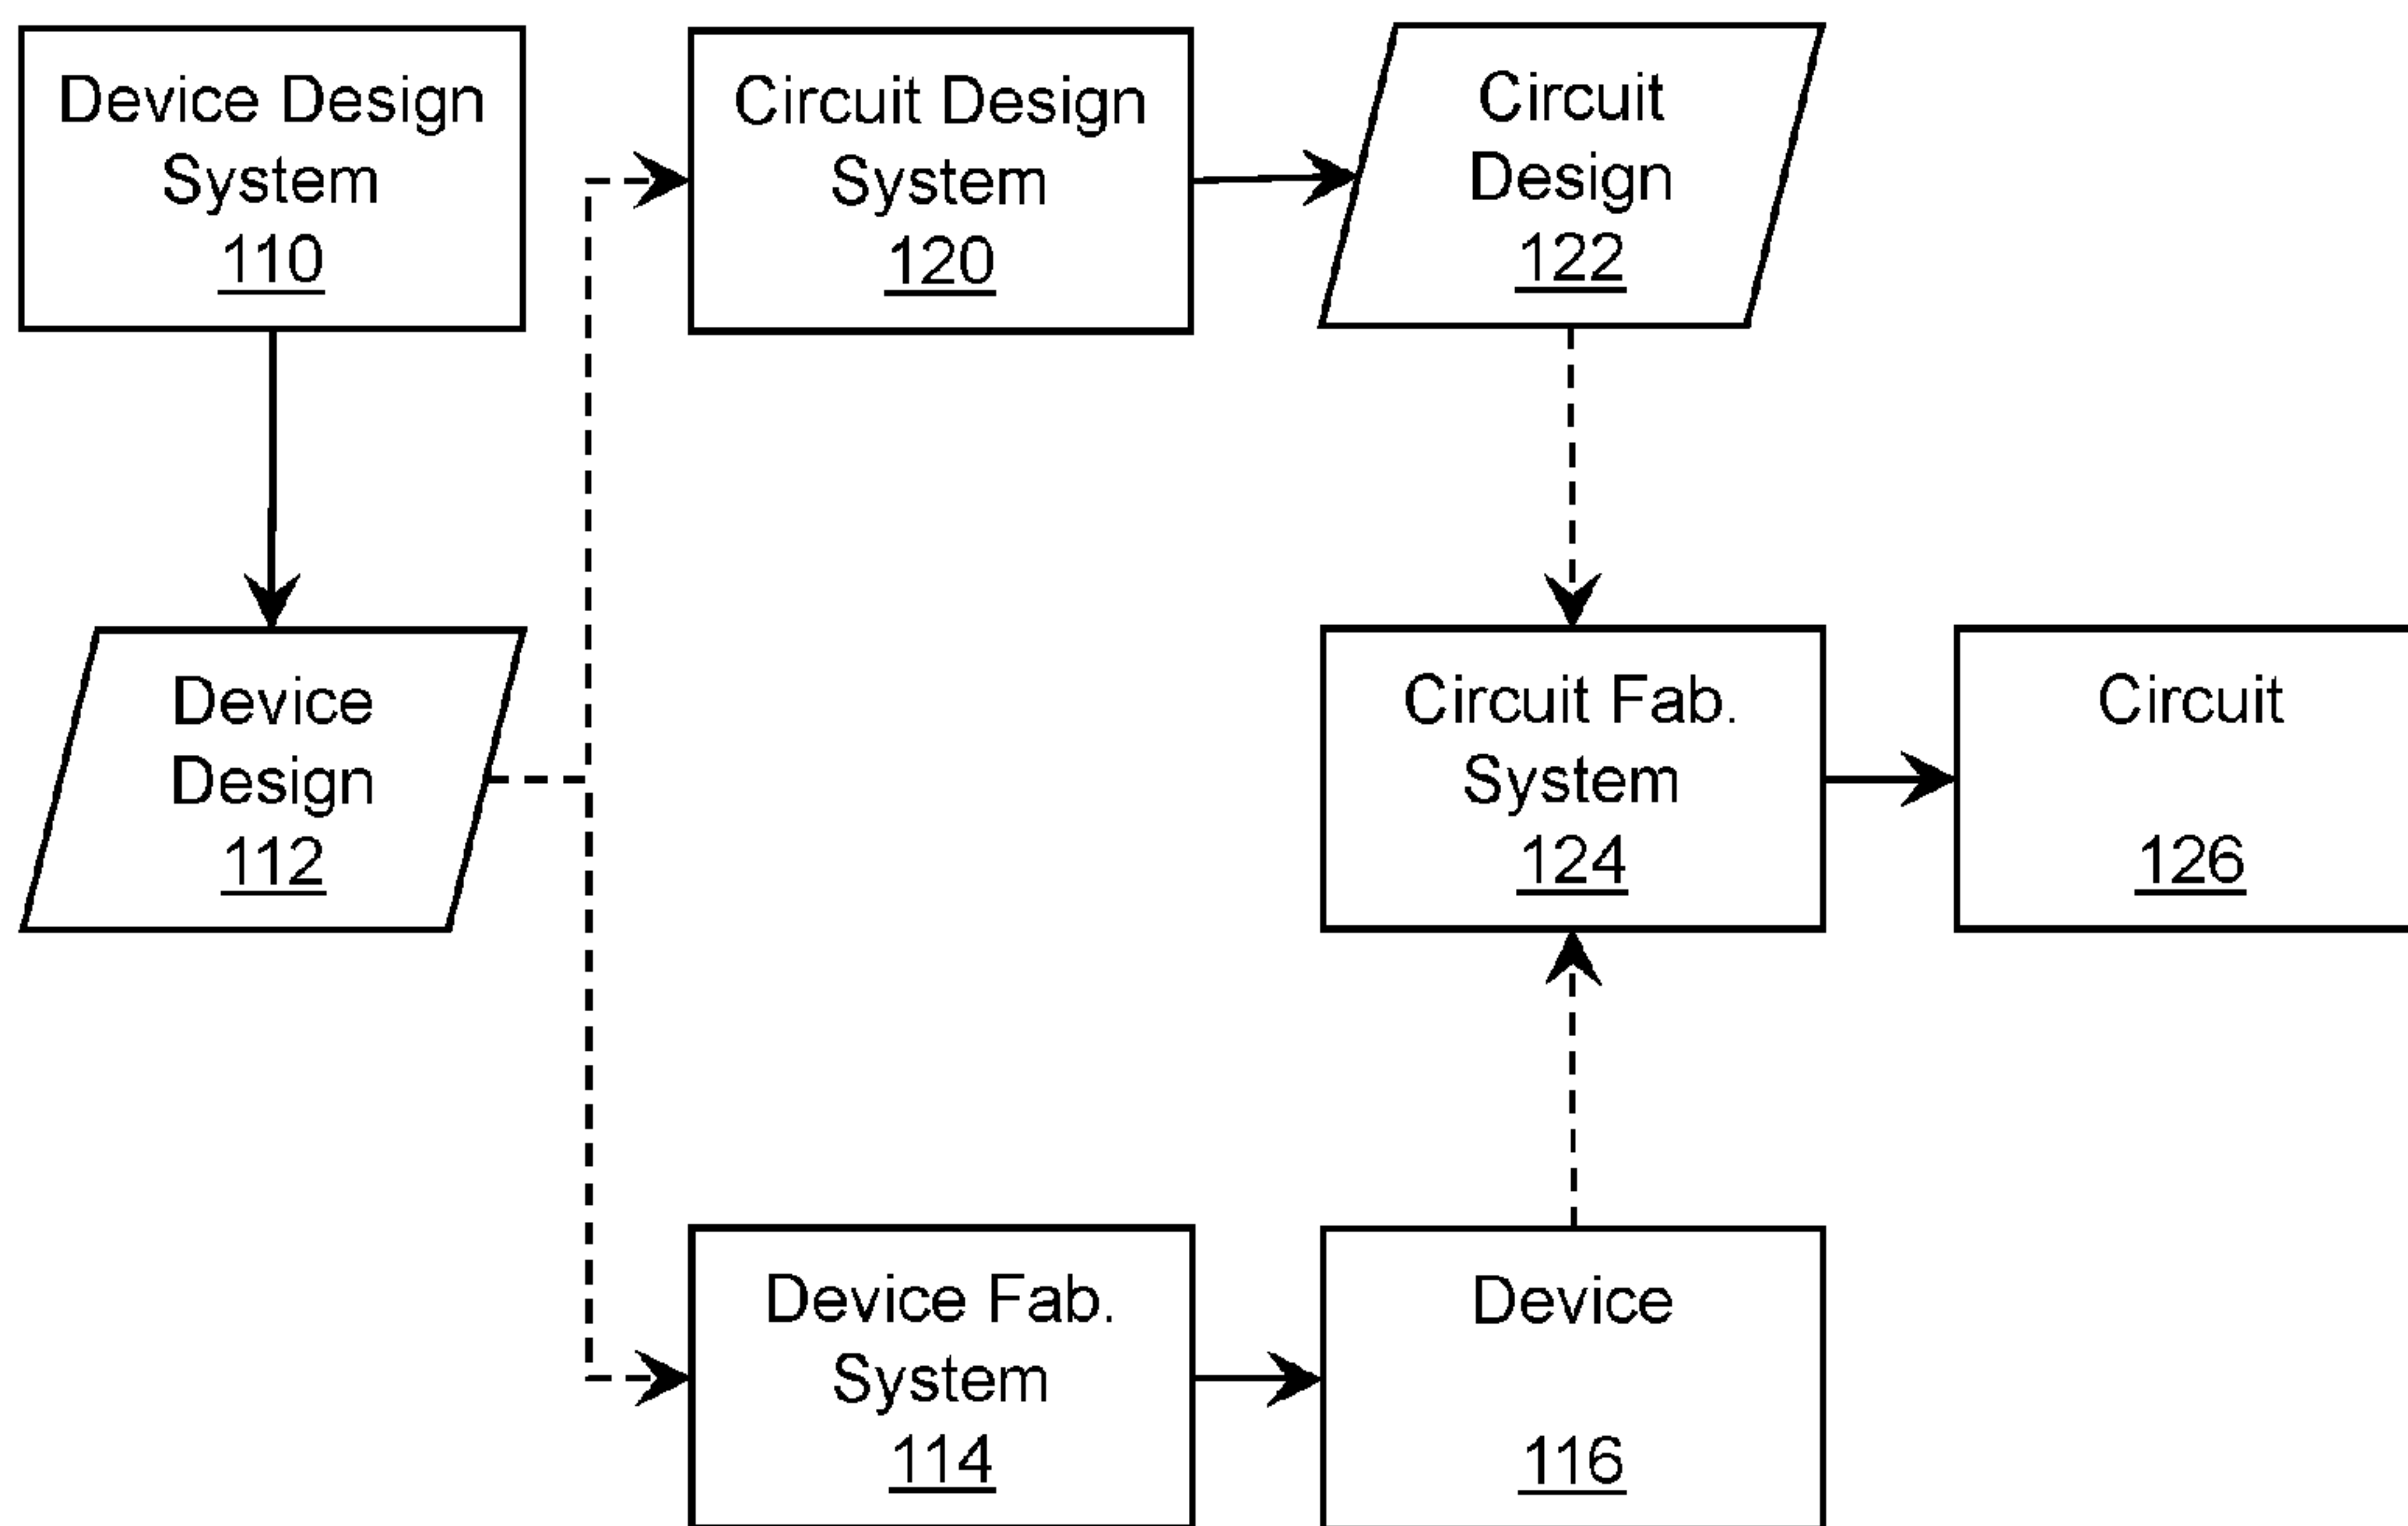 Device Design
System
110
Circuit Design
System
120
Circuit
Design
122
Device
Design
112
Circuit Fab.
System
124
Circuit
126
Device Fab.
System
114
Device
116